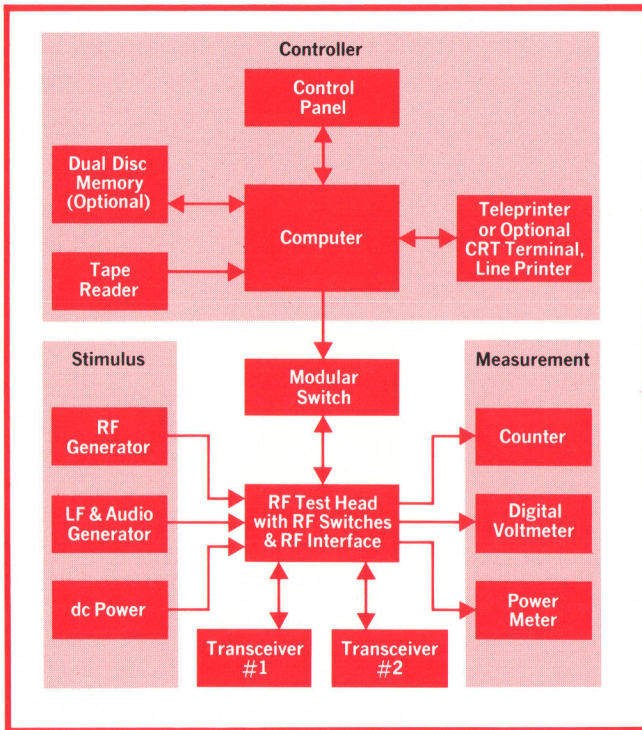 Controller
Control
Panel
Dual Disc
Memory
(Optional)
Computer
Teleprinter
or Optional
CRT Terminal,
Line Printer
Tape
Reader
Stimulus
Modular
Switch
Measurement
RF
Generator
Counter
LF & Audio
Generator
RF Test Head
with RF Switches
& RF Interface
Digital
Voltmeter
dc Power
Power
Meter
Transceiver
#1
Transceiver
#2